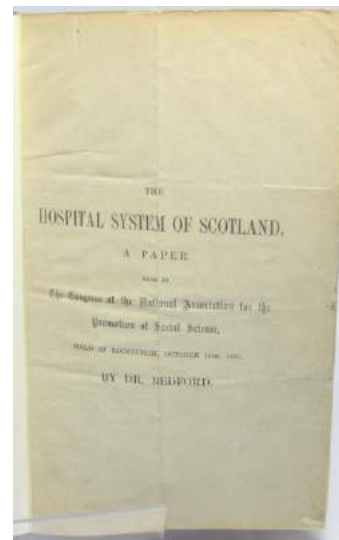 THE
HOSPITAL SYSTEM OF SCOTLAND.
A PAPER
READ AT
The Congress of the National Association for the
Promotion of Social Science,
HELD AT EDINBURGH, OCTOBER
BY DR. BEDFORD.